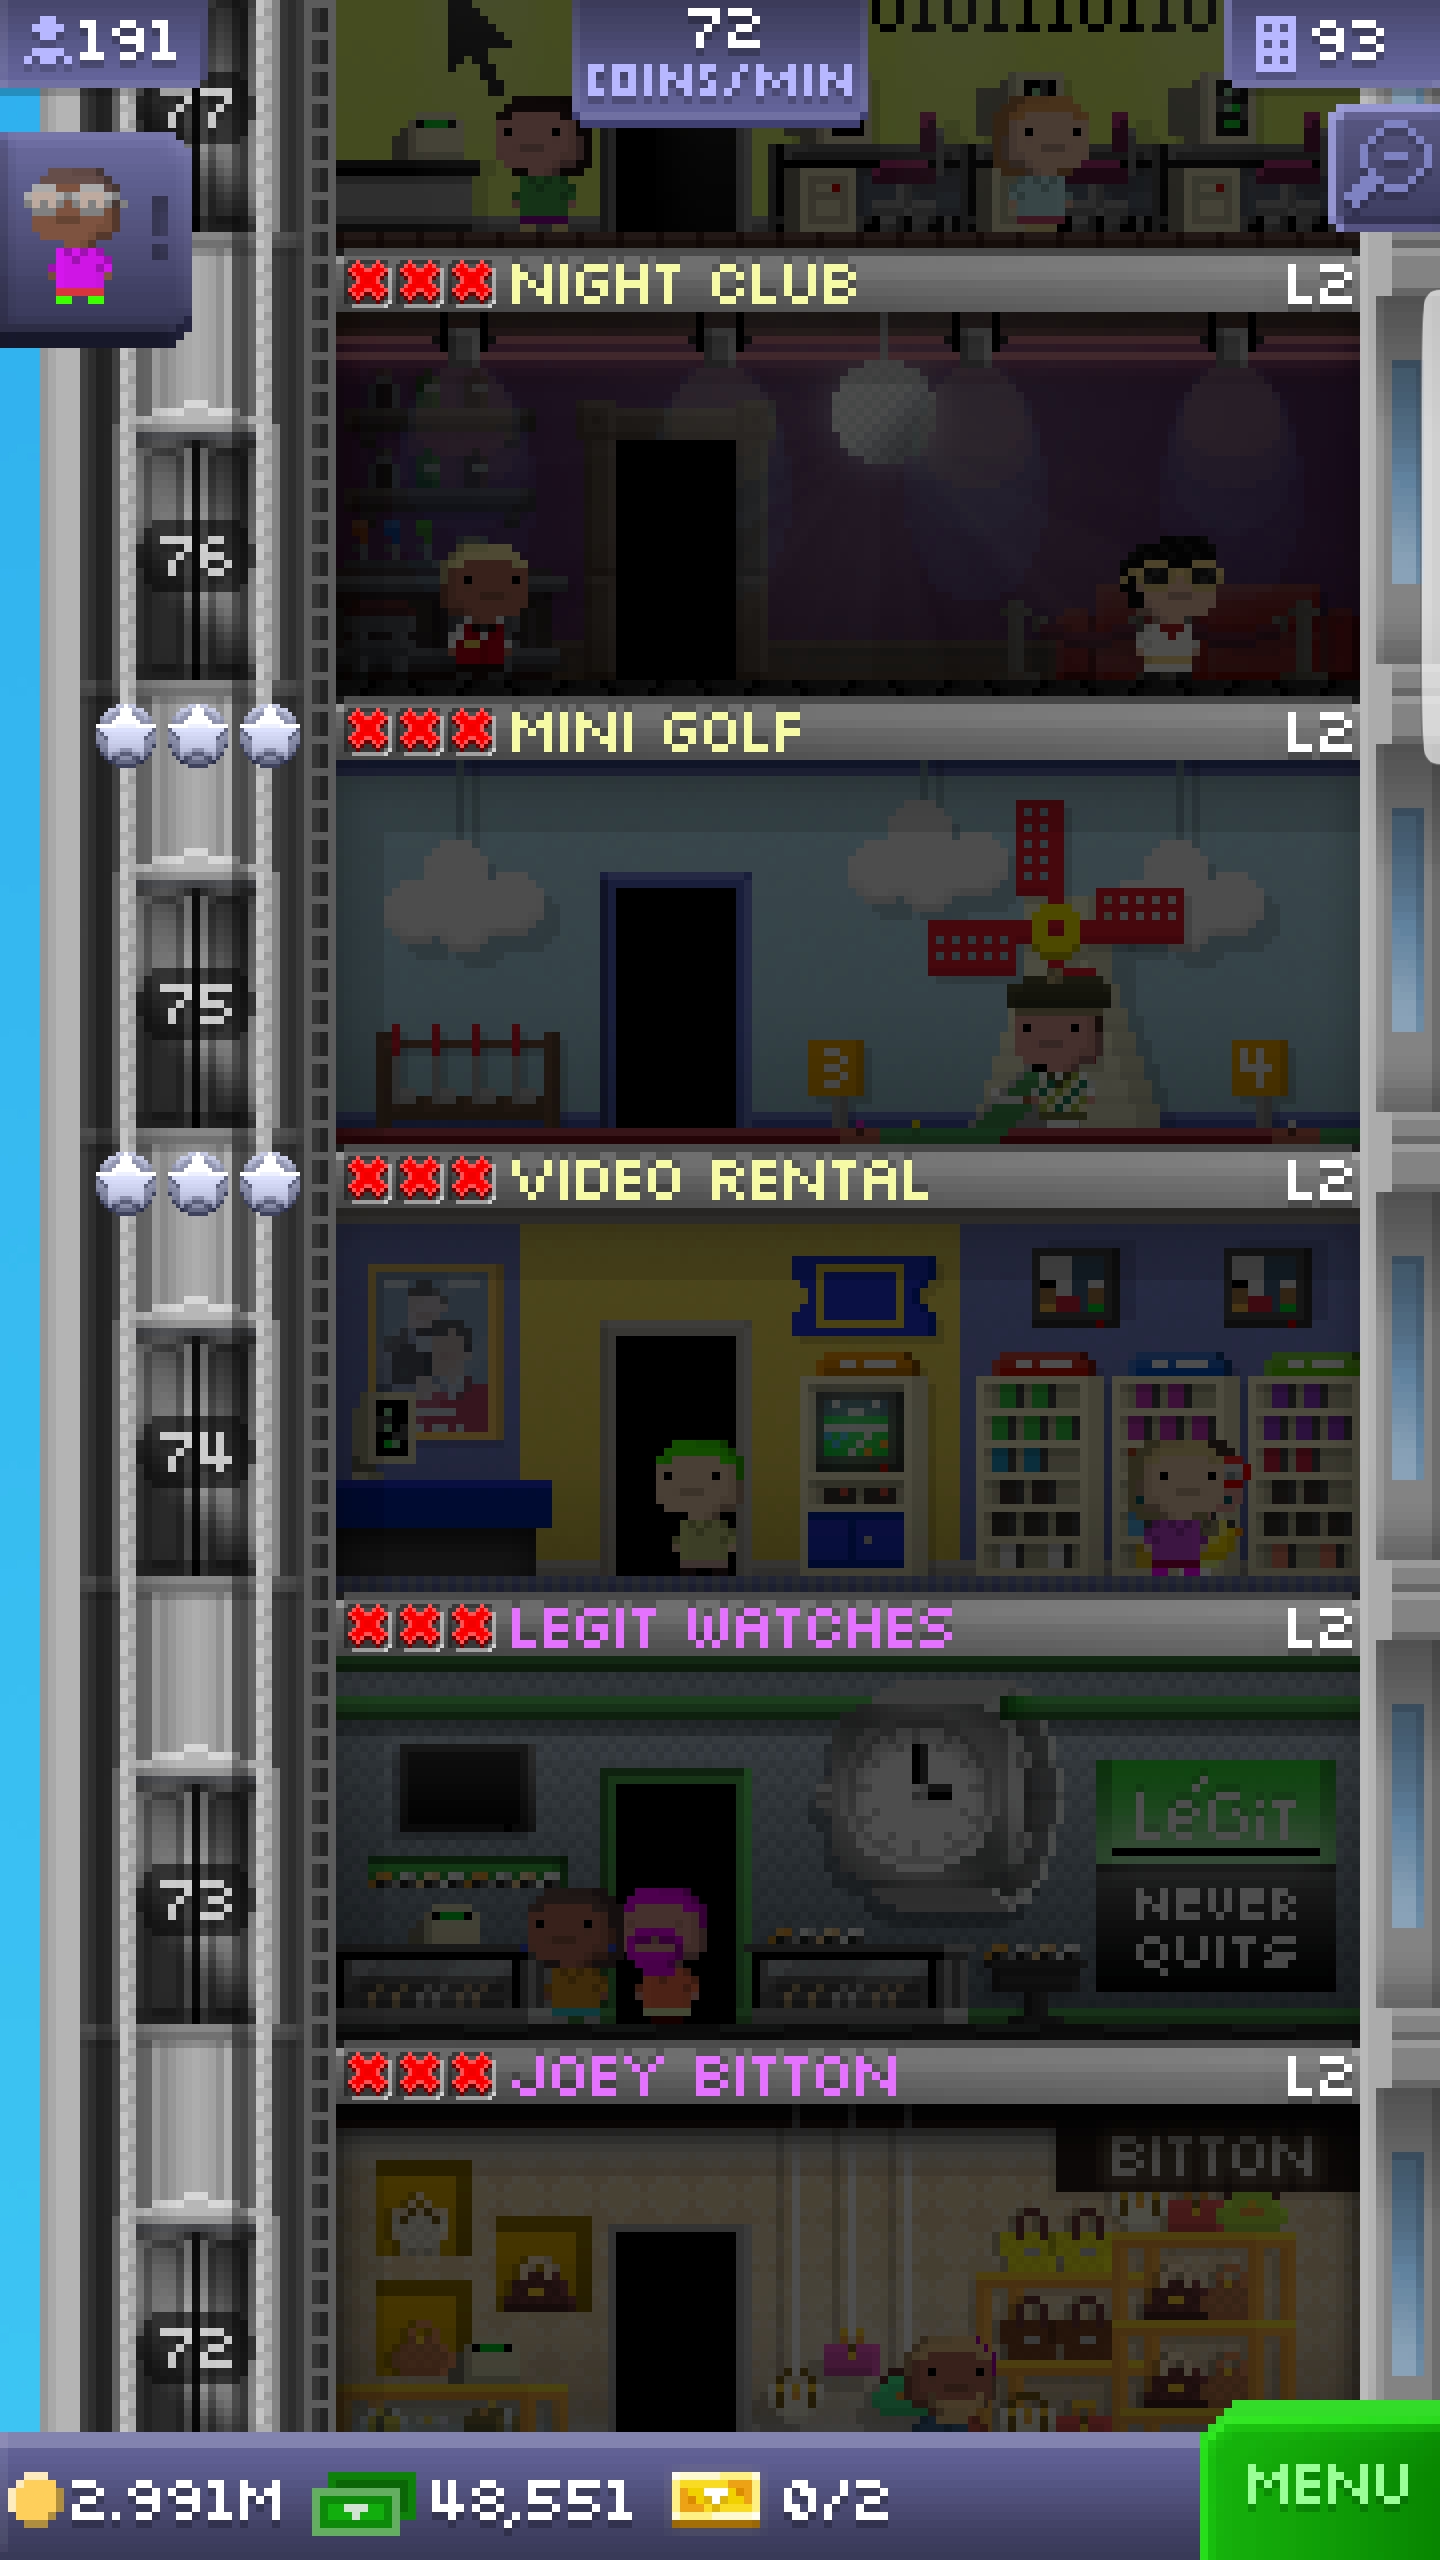 191
72
COINS/MIN
93
0101110110
77
NIGHT CLUB L2
76
MINI GOLF L2
75
3
4
VIDEO RENTAL L2
74
LEGIT WATCHES L2
LéGiT
NEVER
QUITS
73
JOEY BITTON L2
BITTON
72
2.991M 48,551 0/2
MENU